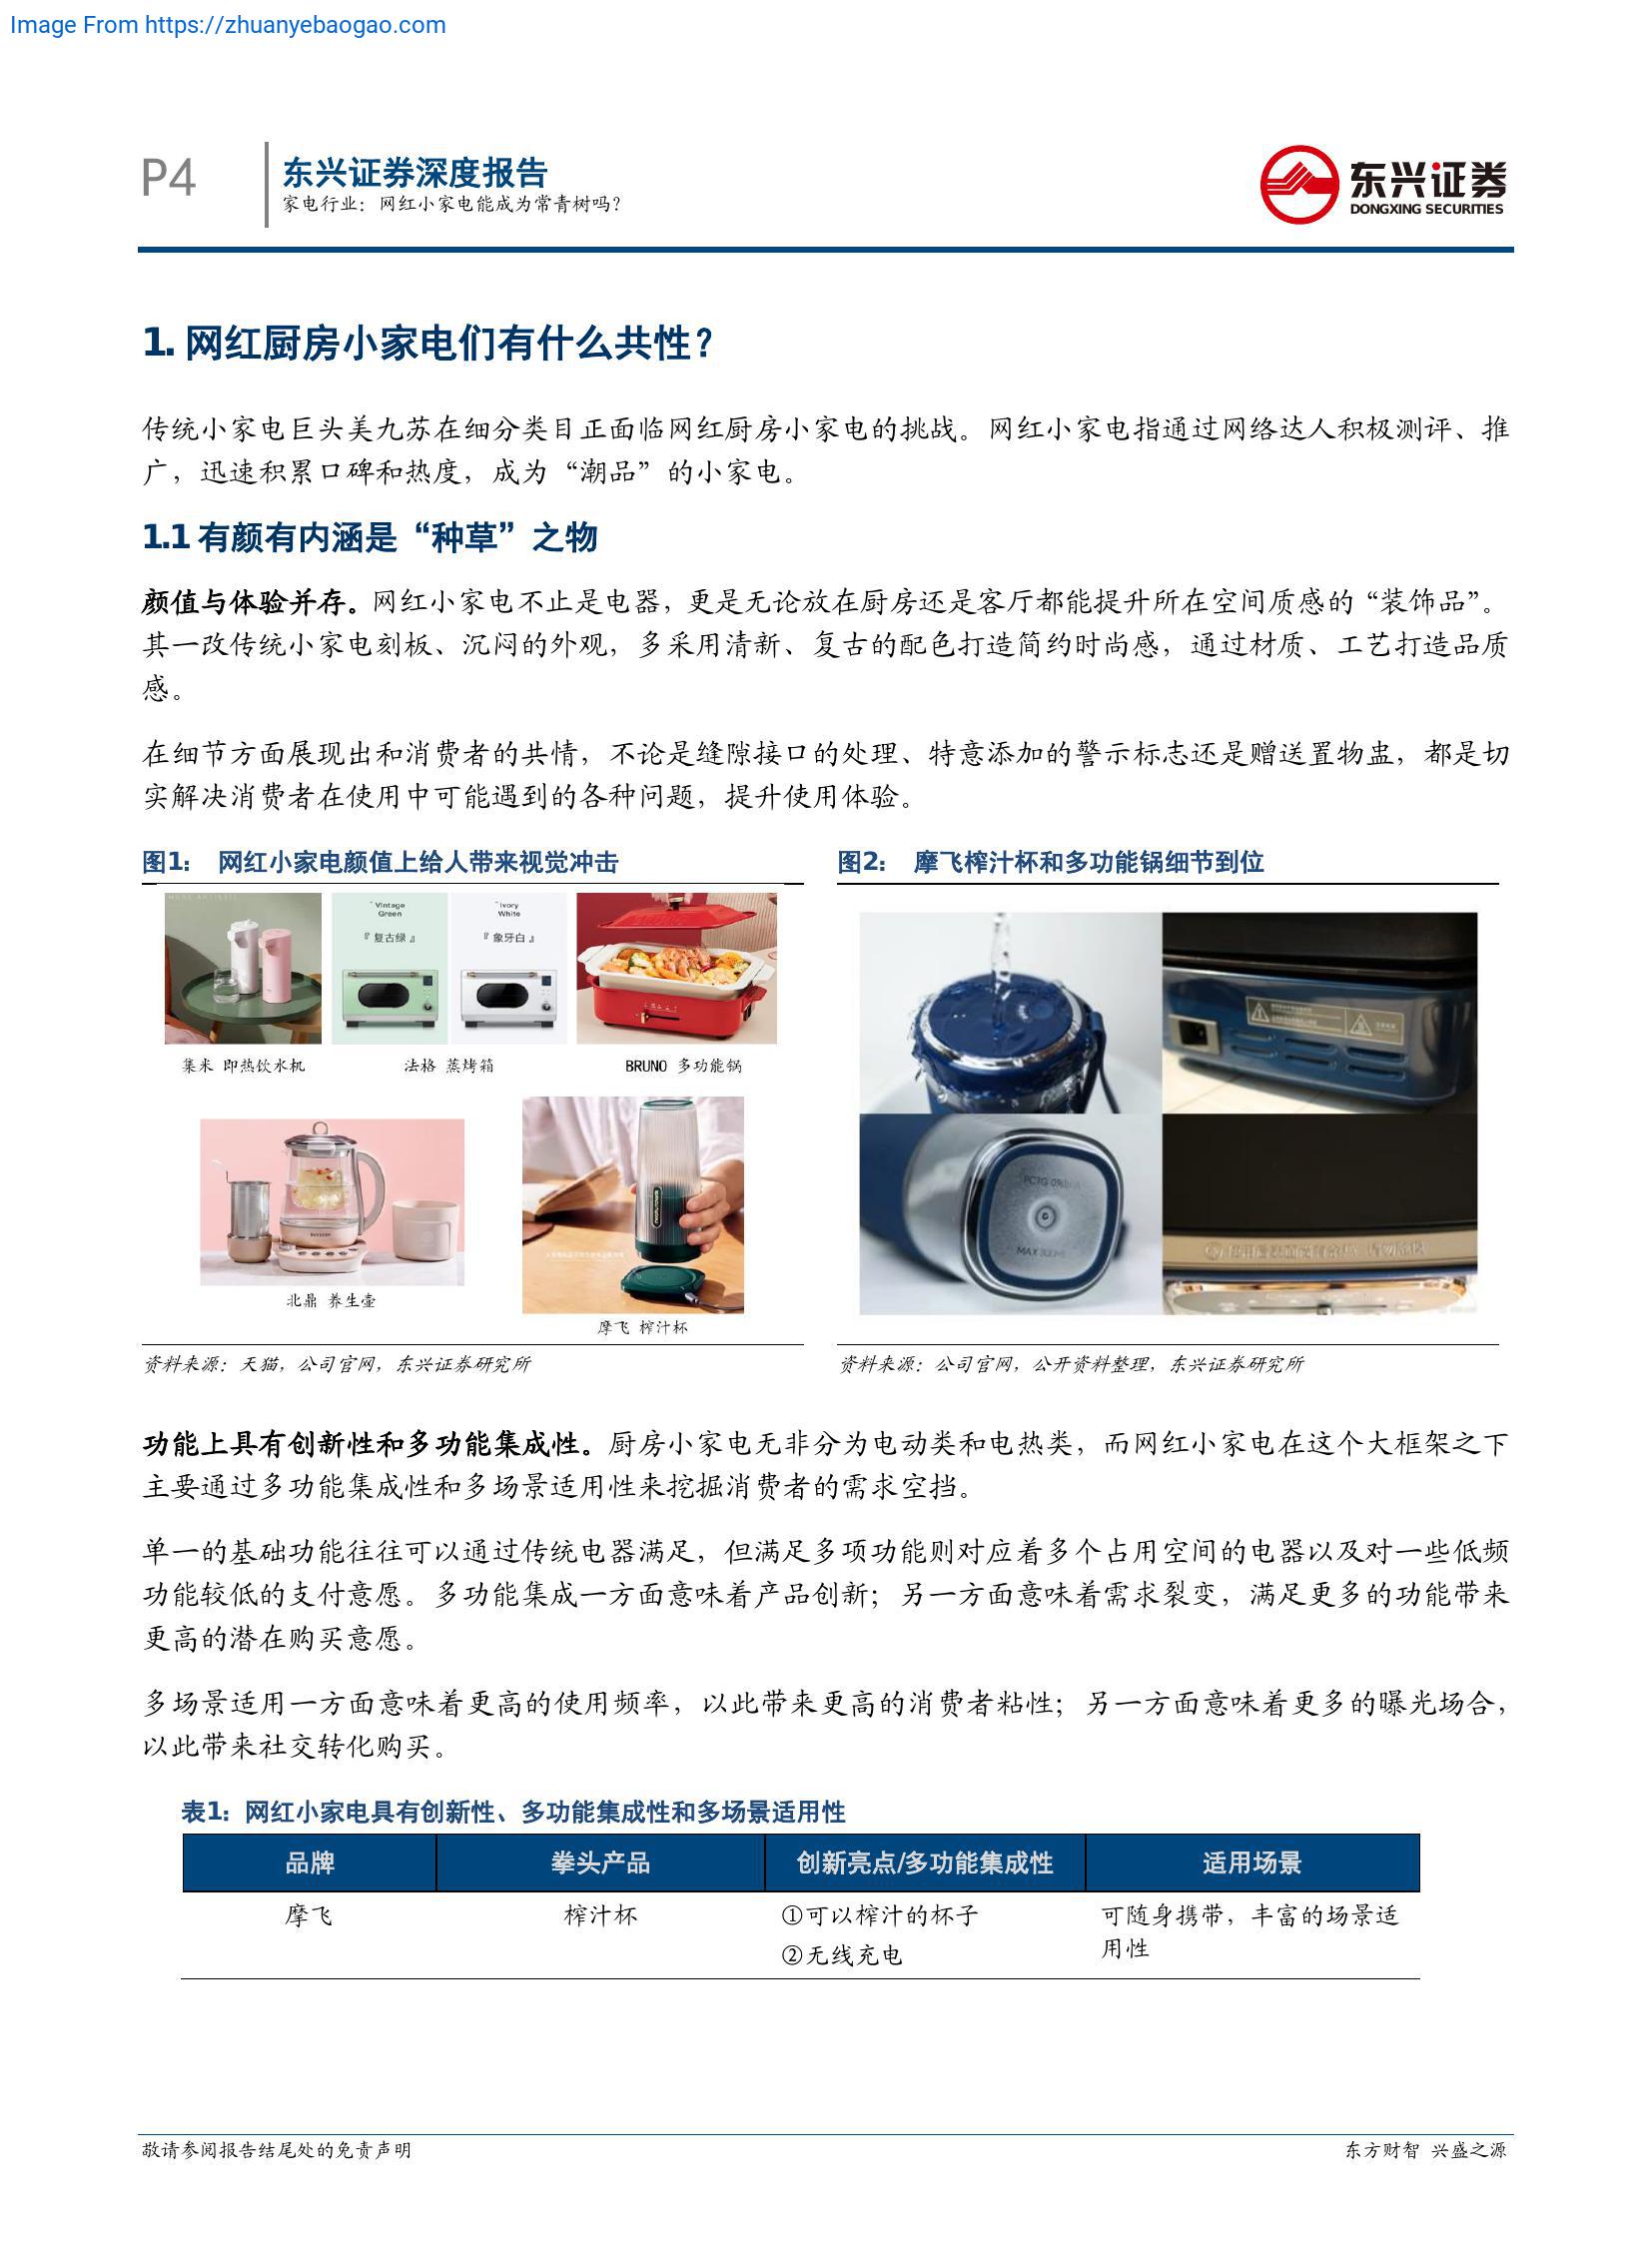 Image From https://zhuanyebaogao.com
P4
东兴证券深度报告
家电行业：网红小家电能成为常青树吗？
东兴证券
DONGXING SECURITIES
1. 网红厨房小家电们有什么共性？
传统小家电巨头美九苏在细分类目正面临网红厨房小家电的挑战。网红小家电指通过网络达人积极测评、推
广，迅速积累口碑和热度，成为“潮品”的小家电。
1.1 有颜有内涵是“种草”之物
颜值与体验并存。网红小家电不止是电器，更是无论放在厨房还是客厅都能提升所在空间质感的“装饰品”。
其一改传统小家电刻板、沉闷的外观，多采用清新、复古的配色打造简约时尚感，通过材质、工艺打造品质
感。
在细节方面展现出和消费者的共情，不论是缝隙接口的处理、特意添加的警示标志还是赠送置物盅，都是切
实解决消费者在使用中可能遇到的各种问题，提升使用体验。
图1： 网红小家电颜值上给人带来视觉冲击
Vintage
Green
『复古绿』
Ivory
White
『象牙白』
集米 即热饮水机
法格 蒸烤箱
BRUNO 多功能锅
北鼎 养生壶
摩飞 榨汁杯
资料来源：天猫，公司官网，东兴证券研究所
图2： 摩飞榨汁杯和多功能锅细节到位
资料来源：公司官网，公开资料整理，东兴证券研究所
功能上具有创新性和多功能集成性。厨房小家电无非分为电动类和电热类，而网红小家电在这个大框架之下
主要通过多功能集成性和多场景适用性来挖掘消费者的需求空挡。
单一的基础功能往往可以通过传统电器满足，但满足多项功能则对应着多个占用空间的电器以及对一些低频
功能较低的支付意愿。多功能集成一方面意味着产品创新；另一方面意味着需求裂变，满足更多的功能带来
更高的潜在购买意愿。
多场景适用一方面意味着更高的使用频率，以此带来更高的消费者粘性；另一方面意味着更多的曝光场合，
以此带来社交转化购买。
表1：网红小家电具有创新性、多功能集成性和多场景适用性
品牌 拳头产品 创新亮点/多功能集成性 适用场景
摩飞 榨汁杯 ①可以榨汁的杯子 可随身携带，丰富的场景适
②无线充电 用性
敬请参阅报告结尾处的免责声明
东方财智 兴盛之源